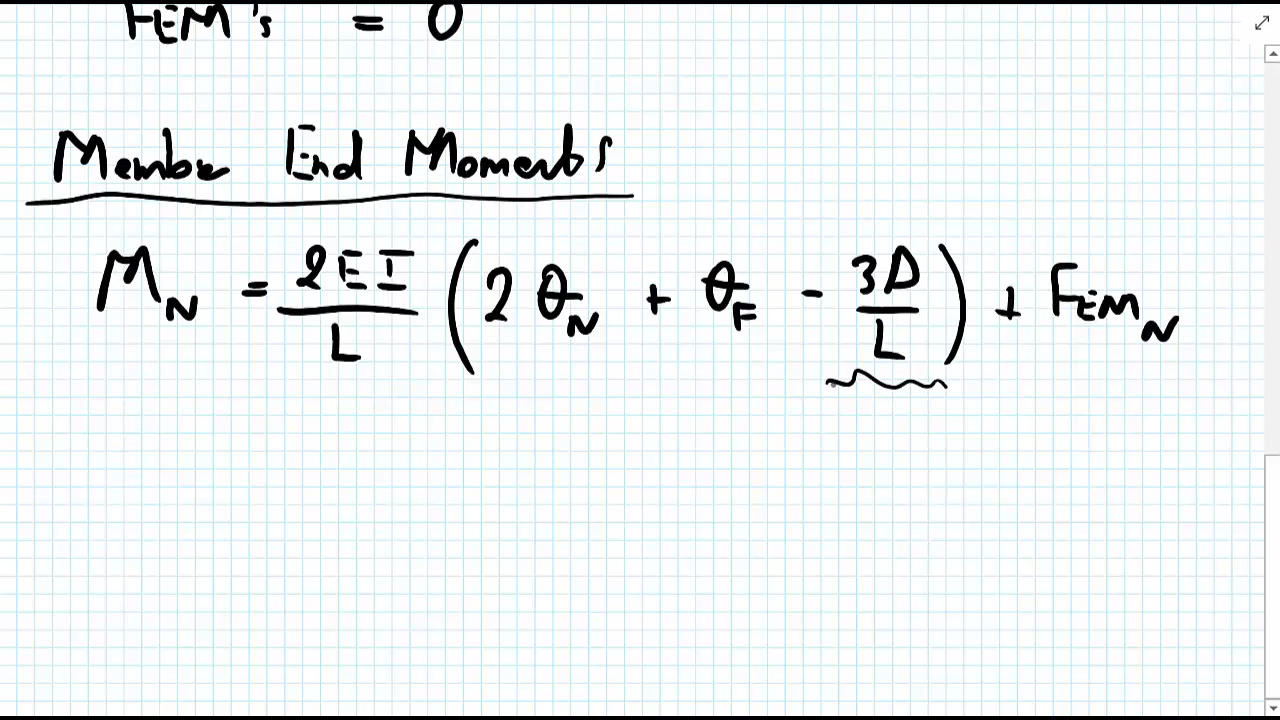 FEM's = 0
Member End Moments
M_N = 2EI/L (2θ_N + θ_F - 3Δ/L) + FEM_N